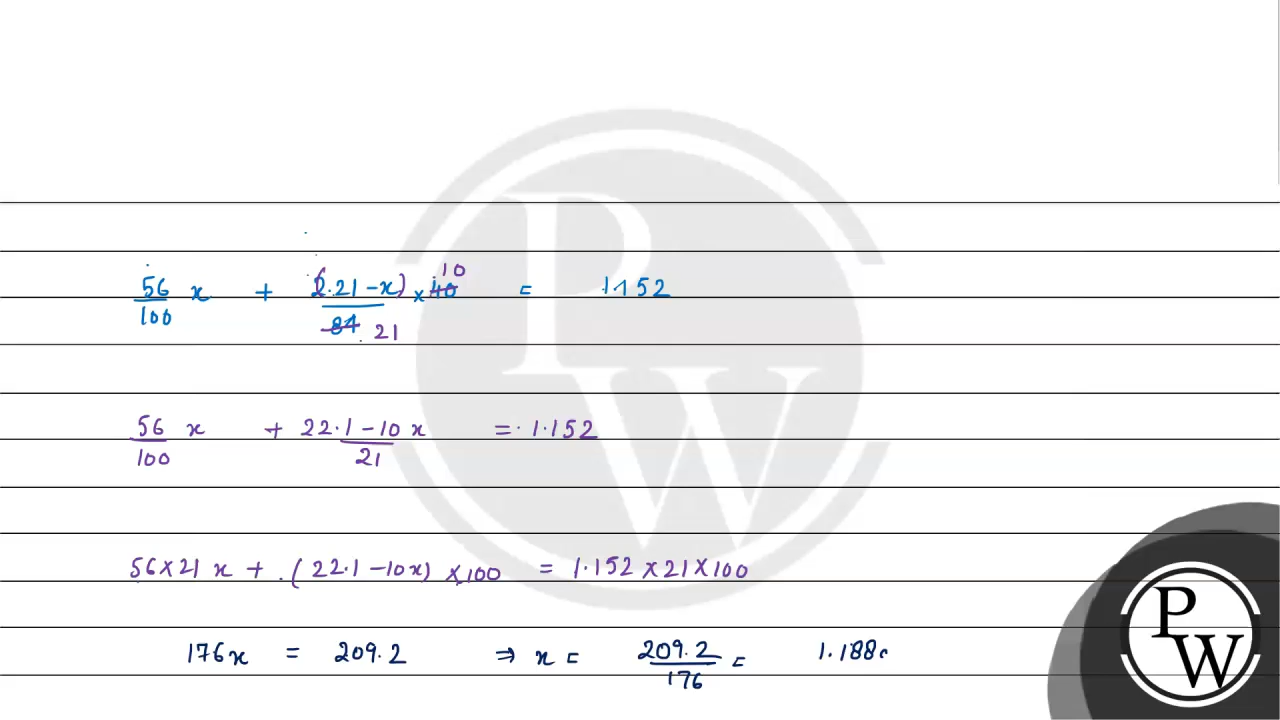 56/100 x + (2.21 - x)/84 21 × 40 10 = 1.152
56/100 x + 22.1 - 10x/21 = 1.152
56 × 21 x + (22.1 - 10x) × 100 = 1.152 × 21 × 100
176x = 209.2 ⇒ x = 209.2/176 = 1.188
P
W
P
W